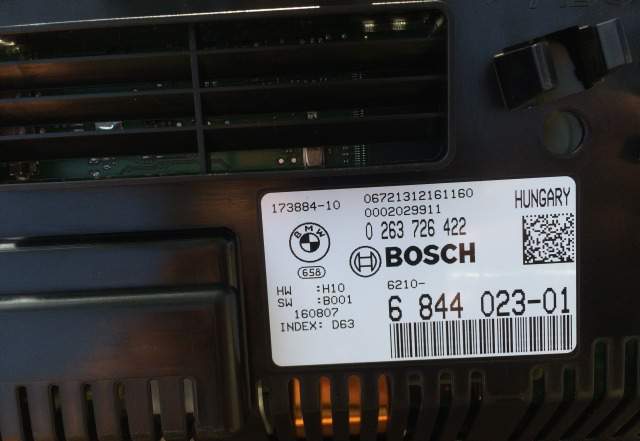 173884-10 06721312161160 HUNGARY
0002029911
BMW 0 263 726 422
658 BOSCH
HW :H10 6210-
SW :B001 6 844 023-01
160807
INDEX: D63